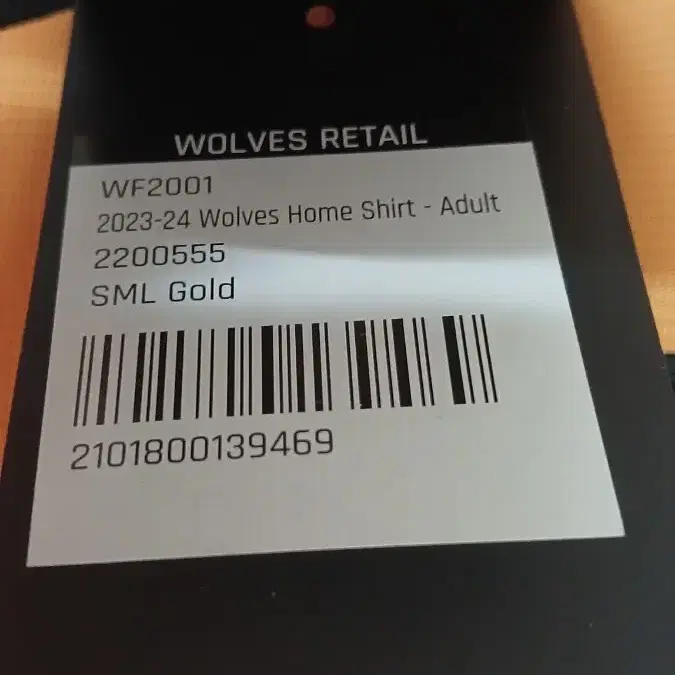 WOLVES RETAIL
WF2001
2023-24 Wolves Home Shirt - Adult
2200555
SML Gold
2101800139469